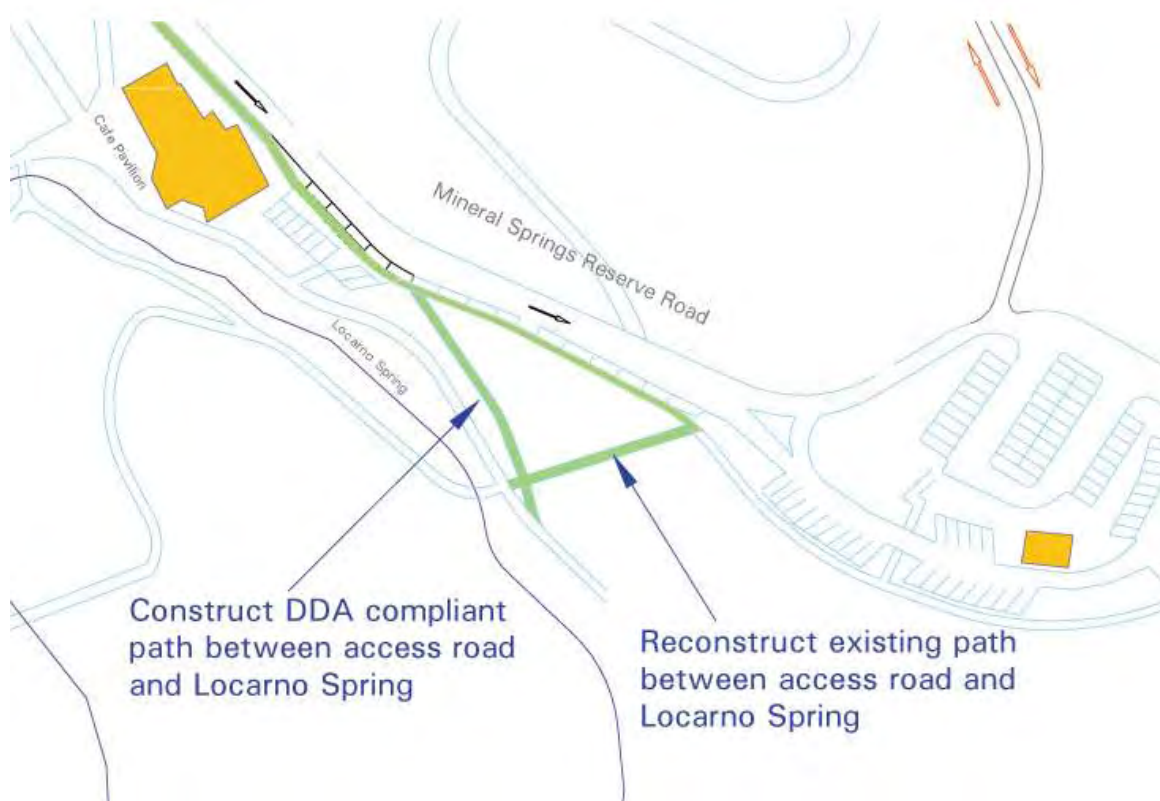 Cafe Pavilion
Mineral Springs Reserve Road
Locarno Spring
Construct DDA compliant
path between access road
and Locarno Spring
Reconstruct existing path
between access road and
Locarno Spring